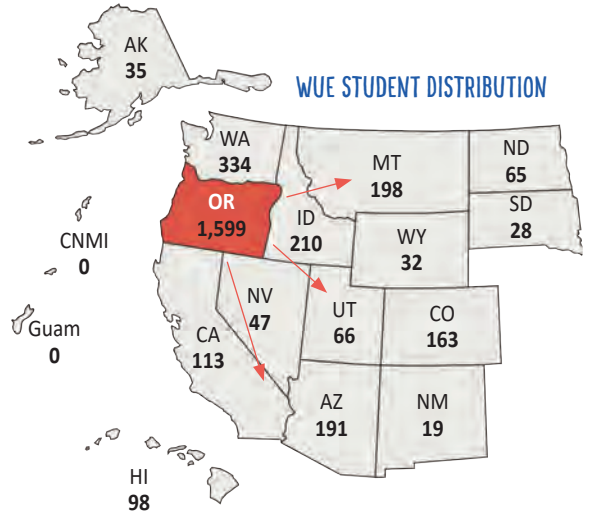 AK
35
WUE STUDENT DISTRIBUTION
WA
334
MT
198
ND
65
OR
1,599
ID
210
SD
28
WY
32
CNMI
0
NV
47
UT
66
CO
163
Guam
0
CA
113
AZ
191
NM
19
HI
98